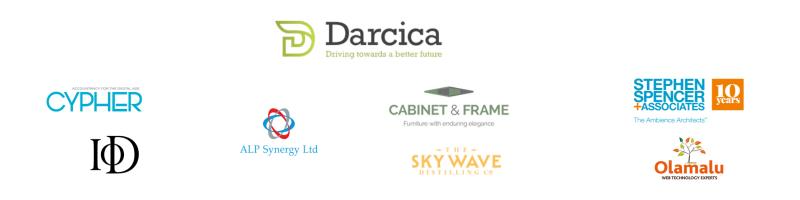 Darcica
Driving towards a better future
ACCOUNTANCY FOR THE DIGITAL AGE
CYPHER
IOD
ALP Synergy Ltd
CABINET & FRAME
Furniture with enduring elegance
THE
SKY WAVE
DISTILLING CO
STEPHEN
SPENCER
+ASSOCIATES
10
years
The Ambience Architects™
Olamalu
WEB TECHNOLOGY EXPERTS